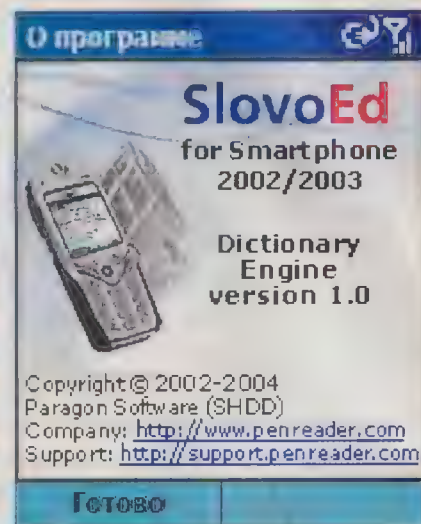 О программе
SlovoEd
for Smartphone
2002/2003
Dictionary
Engine
version 1.0
Copyright © 2002-2004
Paragon Software (SHDD)
Company: http://www.penreader.com
Support: http://support.penreader.com
Готово